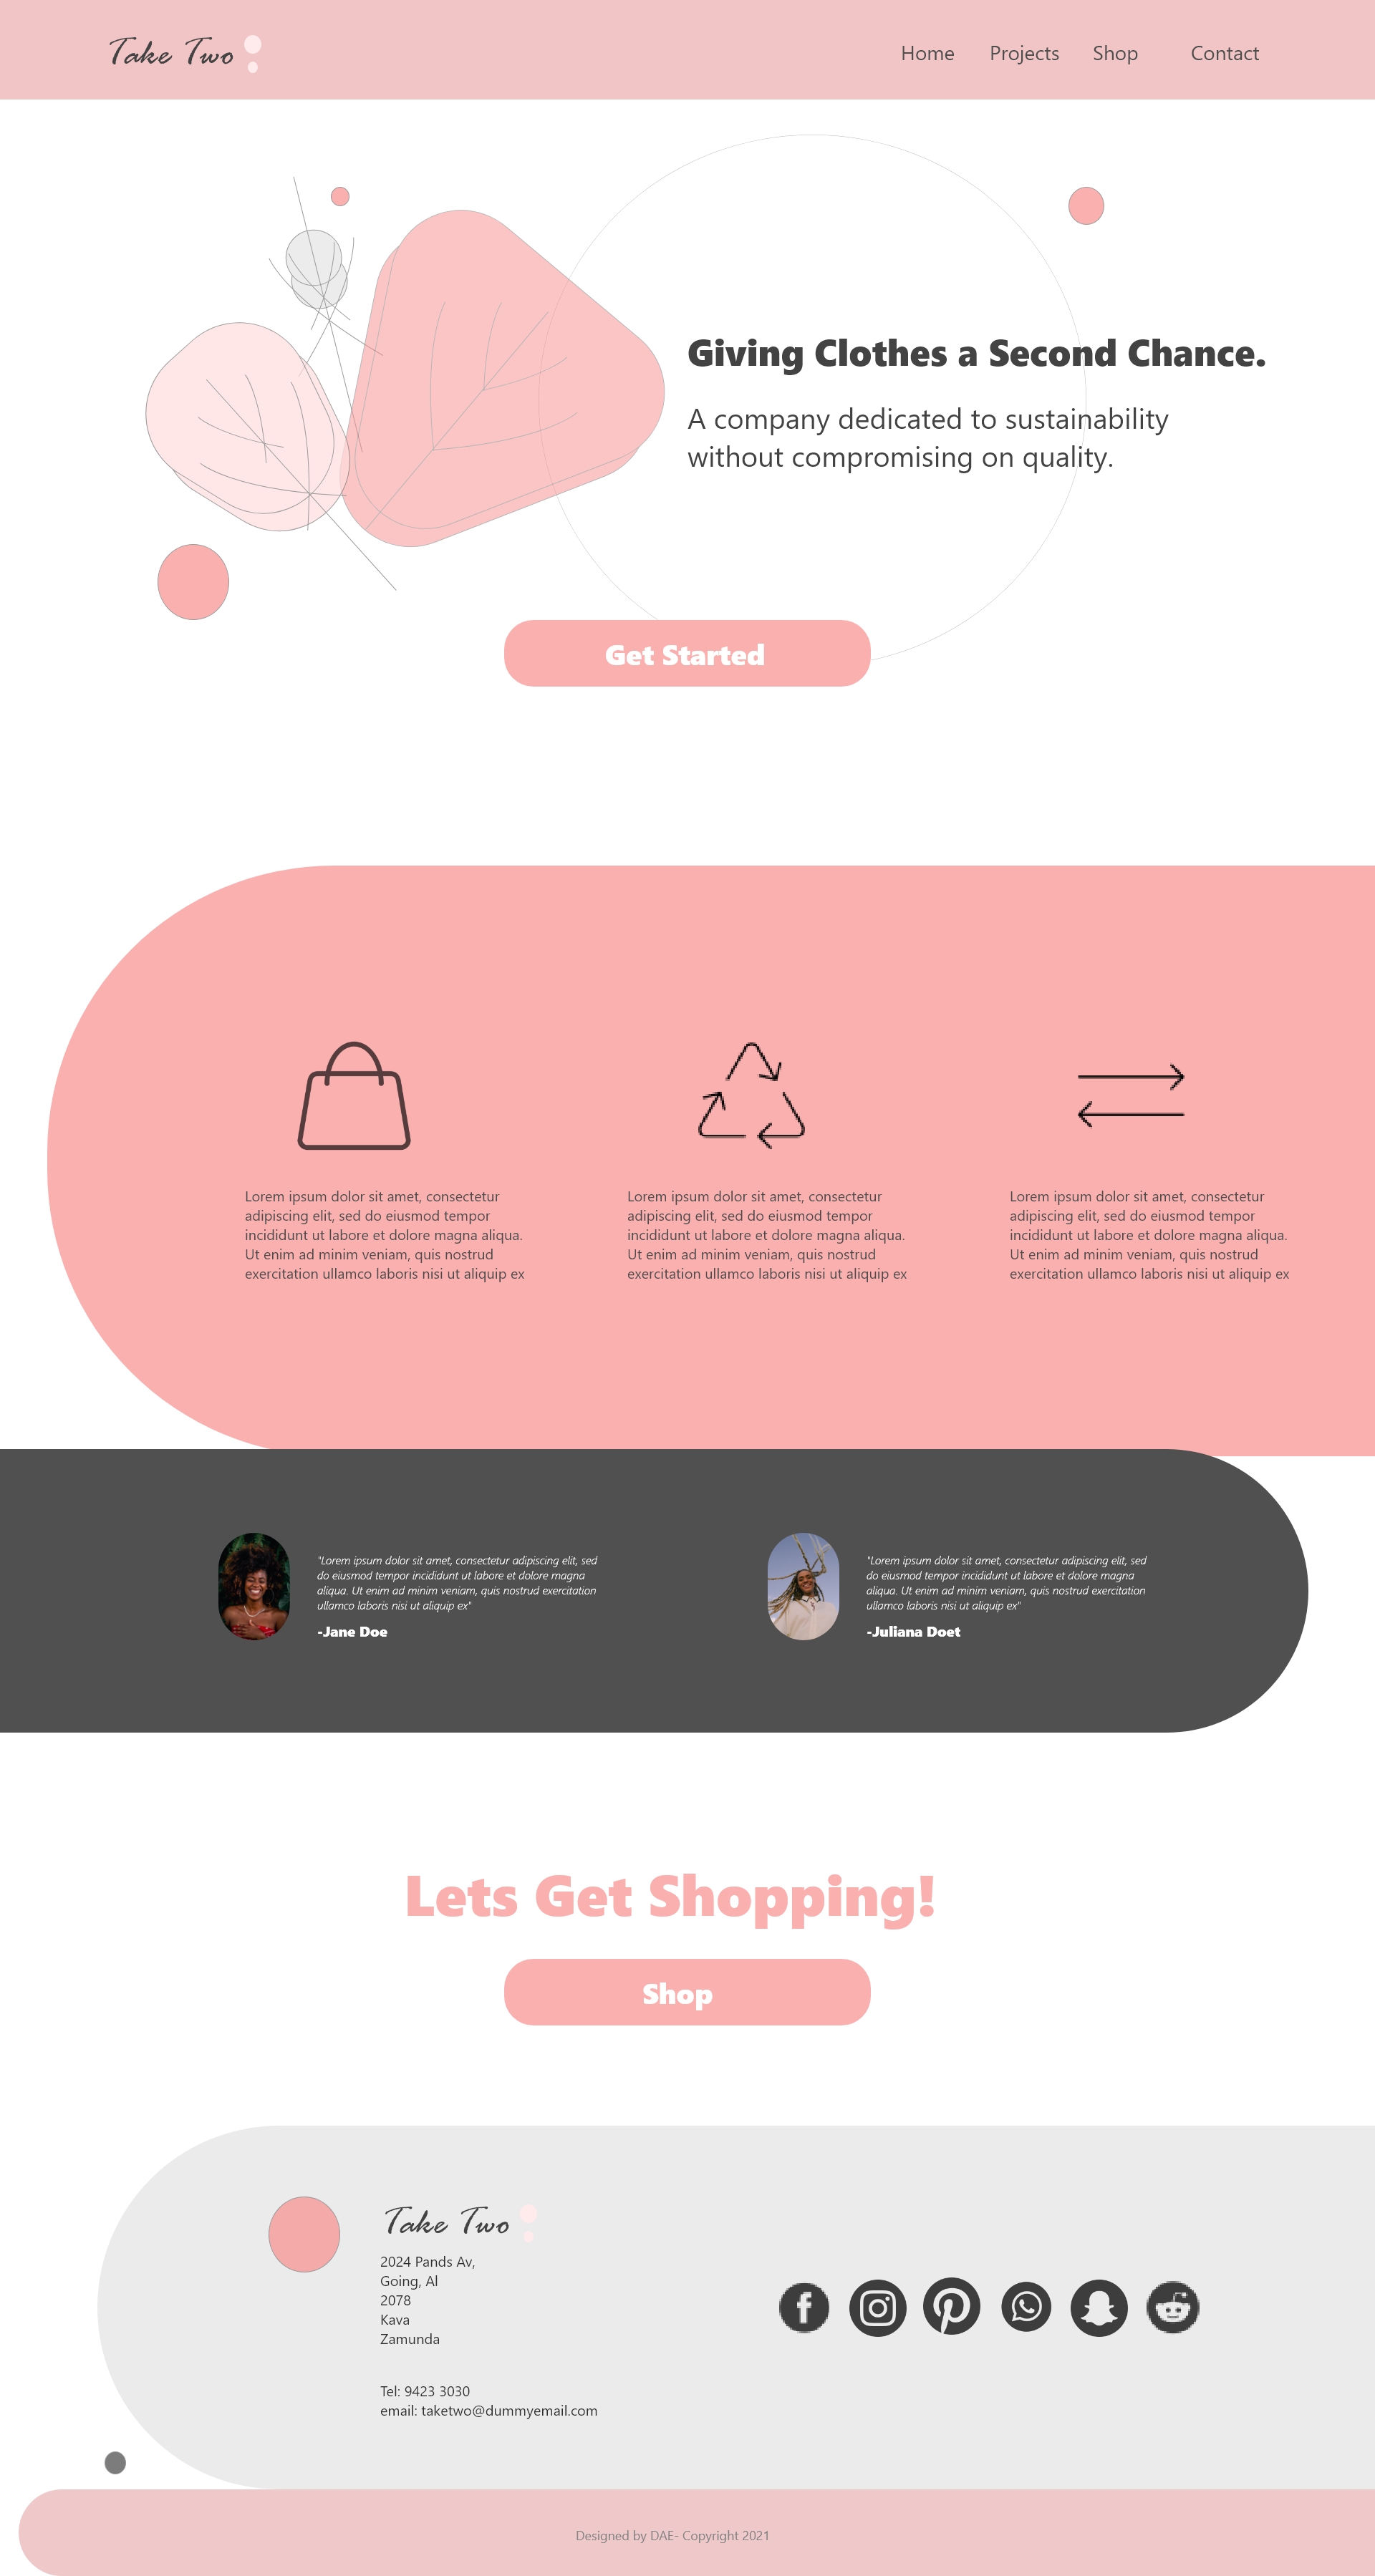 Take Two
Home Projects Shop Contact
Giving Clothes a Second Chance.
A company dedicated to sustainability
without compromising on quality.
Get Started
Lorem ipsum dolor sit amet, consectetur
adipiscing elit, sed do eiusmod tempor
incididunt ut labore et dolore magna aliqua.
Ut enim ad minim veniam, quis nostrud
exercitation ullamco laboris nisi ut aliquip ex
Lorem ipsum dolor sit amet, consectetur
adipiscing elit, sed do eiusmod tempor
incididunt ut labore et dolore magna aliqua.
Ut enim ad minim veniam, quis nostrud
exercitation ullamco laboris nisi ut aliquip ex
Lorem ipsum dolor sit amet, consectetur
adipiscing elit, sed do eiusmod tempor
incididunt ut labore et dolore magna aliqua.
Ut enim ad minim veniam, quis nostrud
exercitation ullamco laboris nisi ut aliquip ex
"Lorem ipsum dolor sit amet, consectetur adipiscing elit, sed
do eiusmod tempor incididunt ut labore et dolore magna
aliqua. Ut enim ad minim veniam, quis nostrud exercitation
ullamco laboris nisi ut aliquip ex"
-Jane Doe
"Lorem ipsum dolor sit amet, consectetur adipiscing elit, sed
do eiusmod tempor incididunt ut labore et dolore magna
aliqua. Ut enim ad minim veniam, quis nostrud exercitation
ullamco laboris nisi ut aliquip ex"
-Juliana Doet
Lets Get Shopping!
Shop
Take Two
2024 Pands Av,
Going, Al
2078
Kava
Zamunda
Tel: 9423 3030
email: taketwo@dummyemail.com
Designed by DAE- Copyright 2021